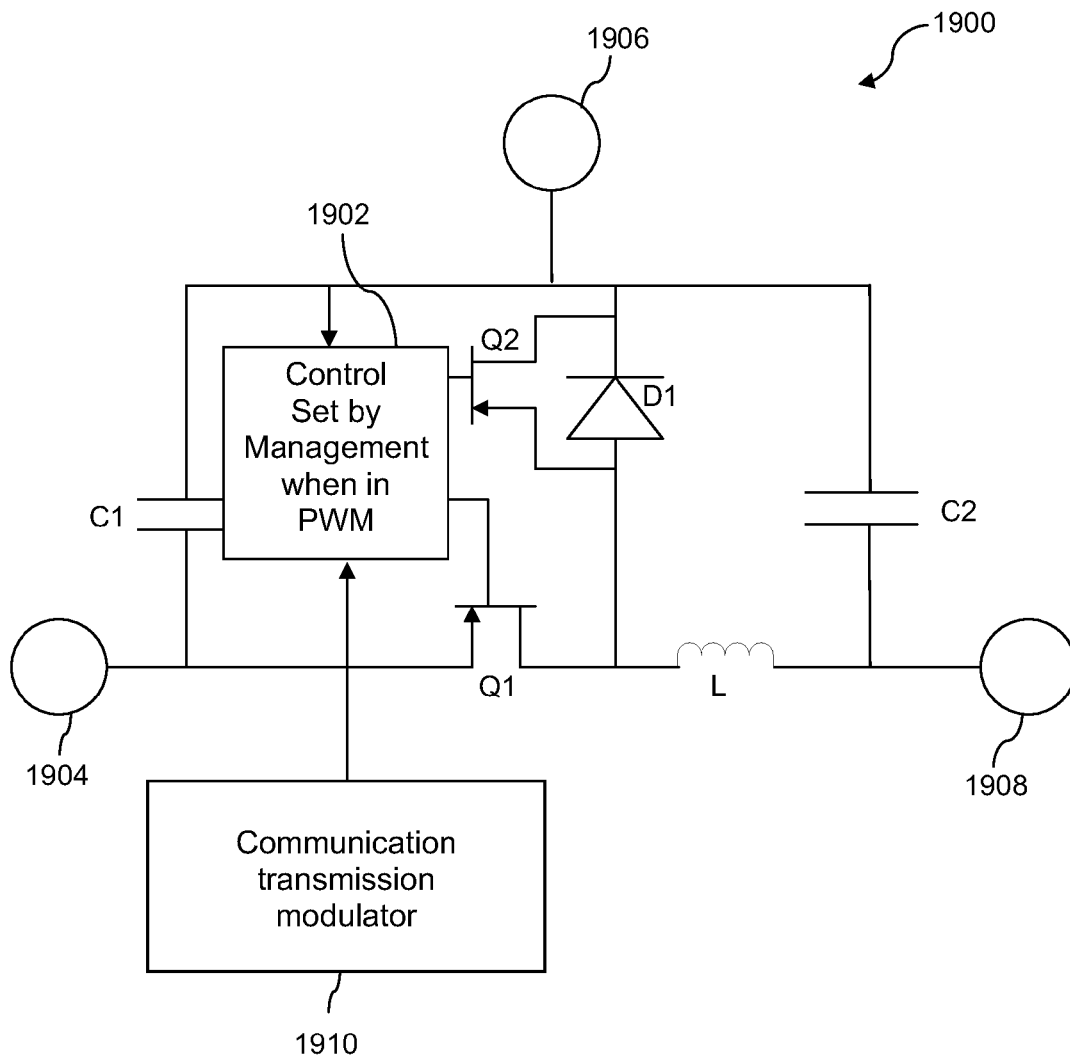 1900
1906
1902
Q2
Control
Set by
Management
when in
PWM
D1
C1
C2
Q1
L
1904
1908
Communication
transmission
modulator
1910